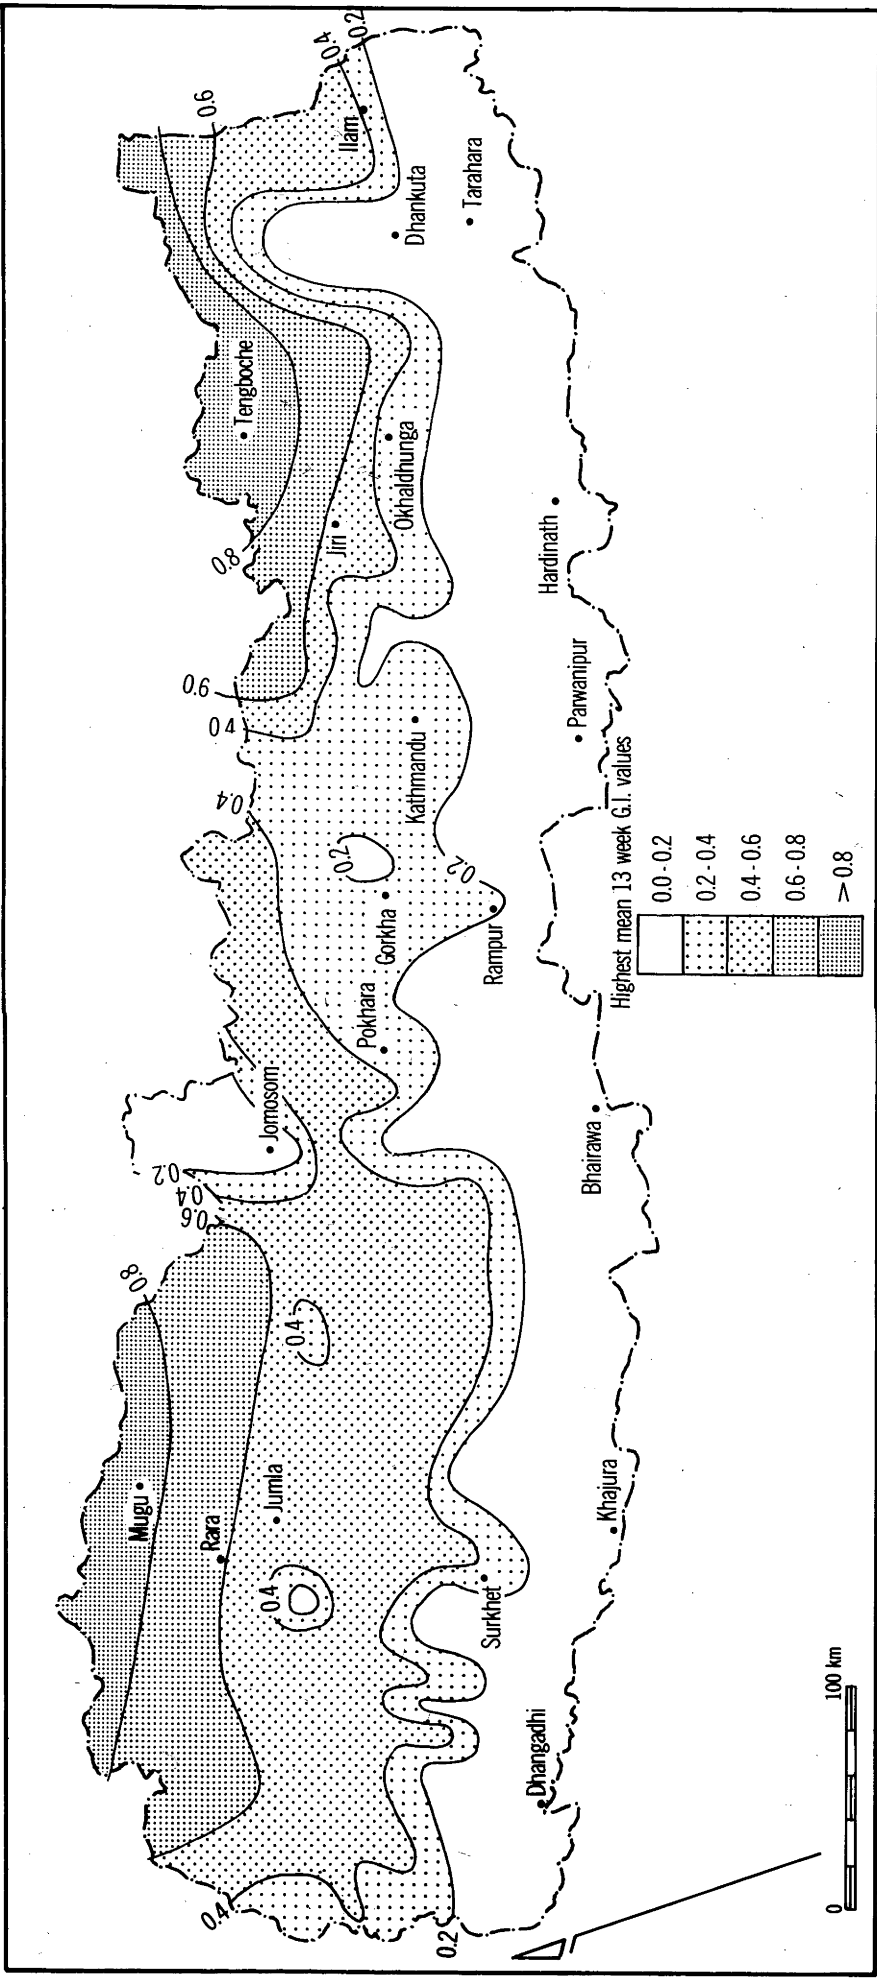 0.8
Mugu
Rara
Jumla
0.4
0.4
0.6
0.4
0.2
Jomosom
0.4
0.2
Surkhet
Dhangadhi
Khajura
Bhairawa
Pokhara
Gorkha
0.2
Rampur
0.2
0.4
04
0.6
Kathmandu
Parwanipur
Hardinath
0.8
Jiri
Okhaldhunga
Tengboche
0.6
Dhankuta
Tarahara
Ilam
0.4
0.2
0.4
0
100 km
Highest mean 13 week G.I. values
0.0 - 0.2
0.2 - 0.4
0.4 - 0.6
0.6 - 0.8
> 0.8